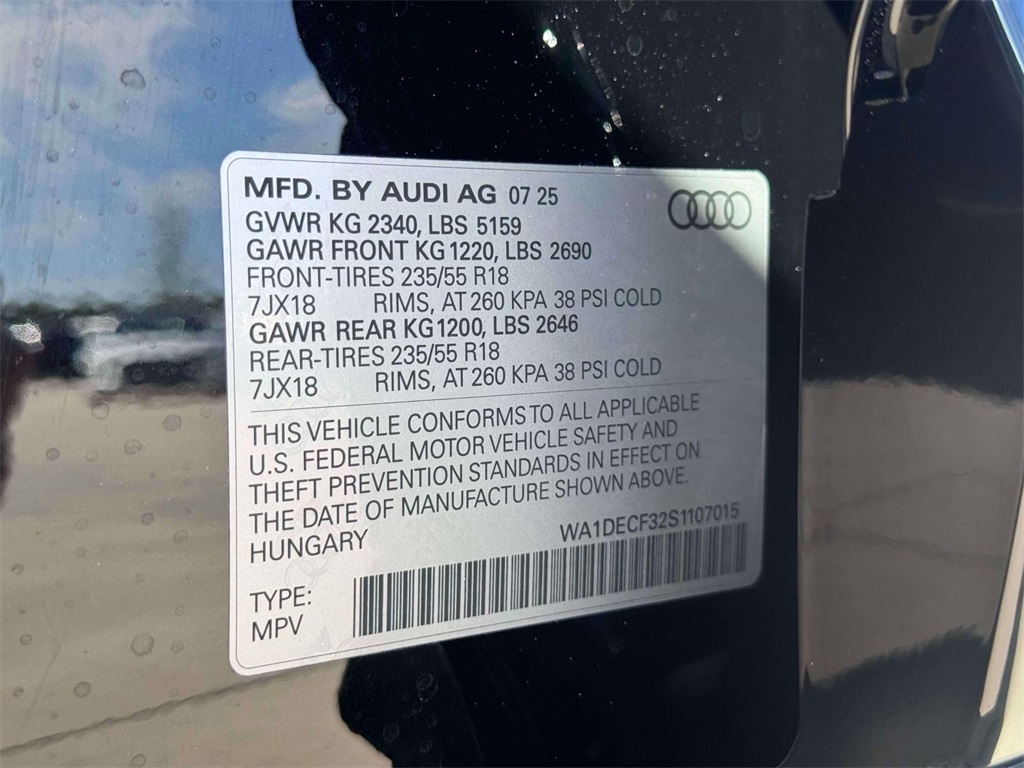 MFD. BY AUDI AG 07 25
GVWR KG 2340, LBS 5159
GAWR FRONT KG 1220, LBS 2690
FRONT-TIRES 235/55 R18
7JX18 RIMS, AT 260 KPA 38 PSI COLD
GAWR REAR KG 1200, LBS 2646
REAR-TIRES 235/55 R18
7JX18 RIMS, AT 260 KPA 38 PSI COLD
THIS VEHICLE CONFORMS TO ALL APPLICABLE
U.S. FEDERAL MOTOR VEHICLE SAFETY AND
THEFT PREVENTION STANDARDS IN EFFECT ON
THE DATE OF MANUFACTURE SHOWN ABOVE.
HUNGARY WA1DECF32S1107015
TYPE:
MPV